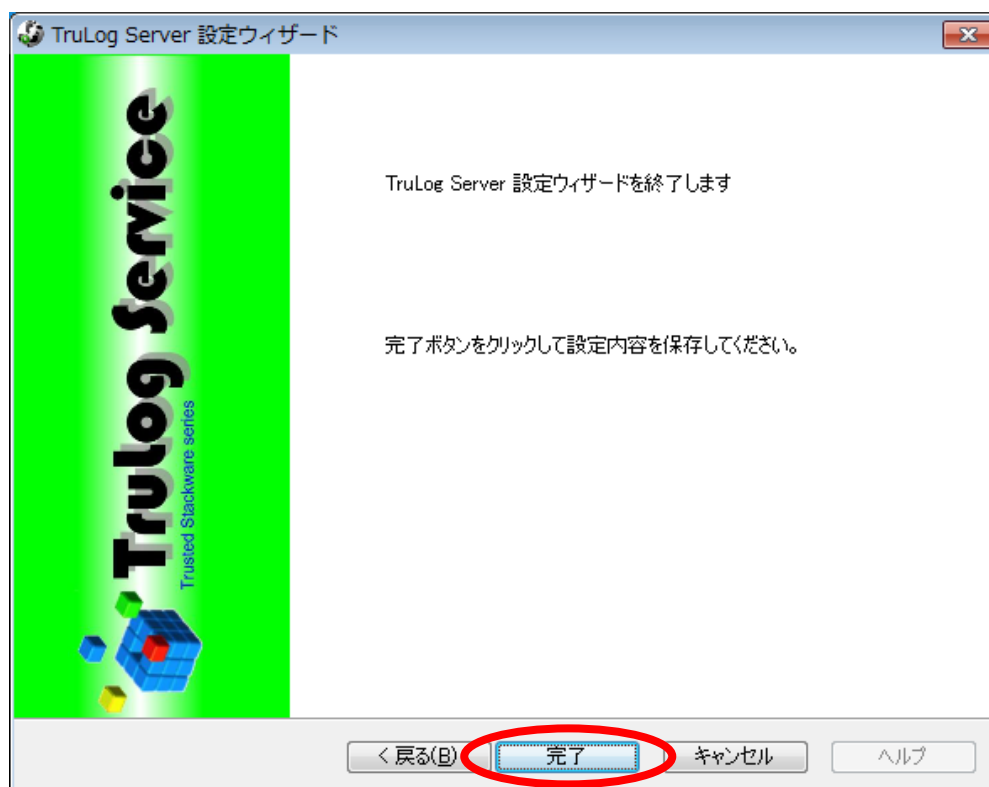 TruLog Server 設定ウィザード
TruLog Service
Trusted Stackware series
TruLog Server 設定ウィザードを終了します
完了ボタンをクリックして設定内容を保存してください。
< 戻る(B)
完了
キャンセル
ヘルプ